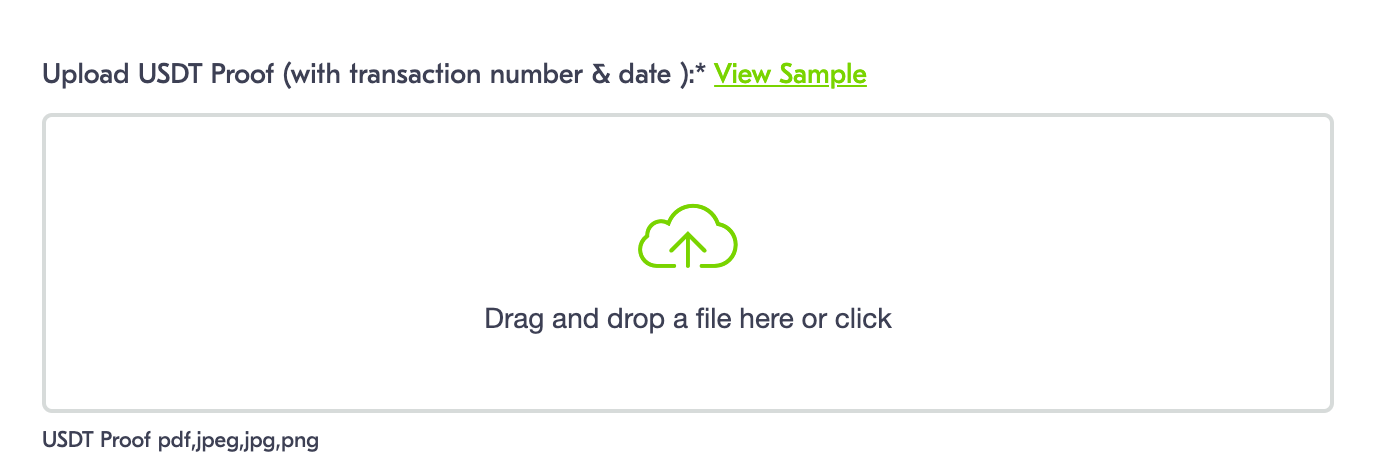 Upload USDT Proof (with transaction number & date ):* View Sample
Drag and drop a file here or click
USDT Proof pdf,jpeg,jpg,png